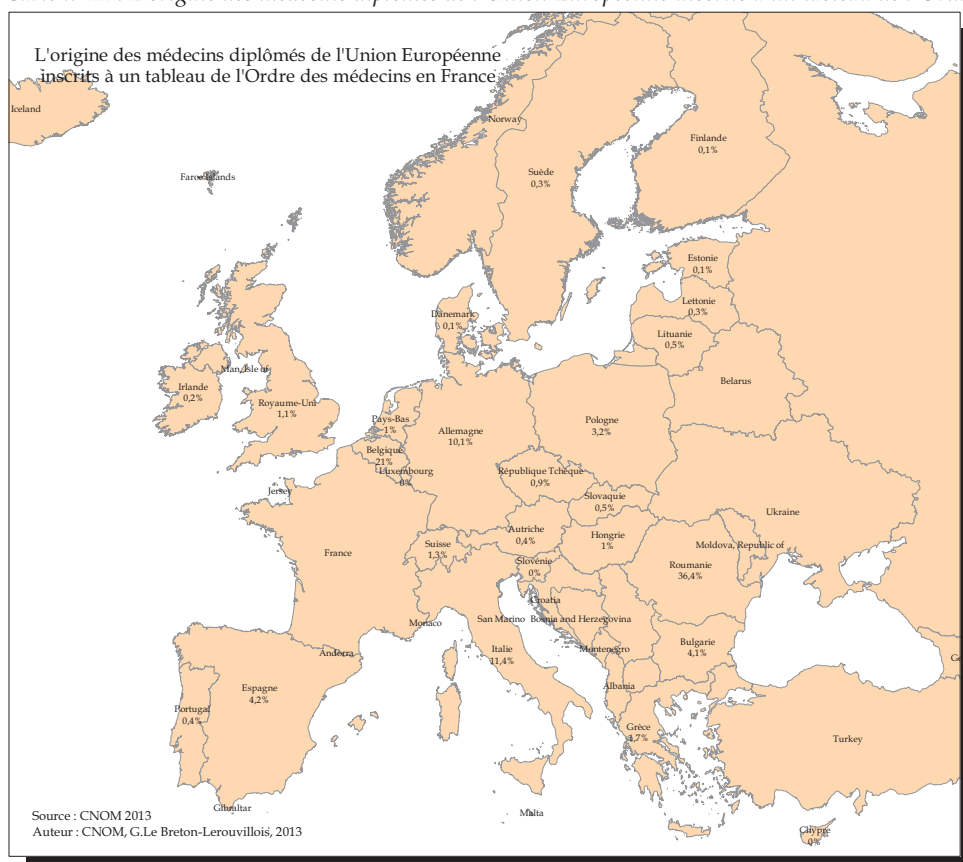 L'origine des médecins diplômés de l'Union Européenne
inscrits à un tableau de l'Ordre des médecins en France
Iceland
Norway
Finlande
0,1%
Suède
0,3%
Faroe Islands
Estonie
0,1%
Lettonie
0,3%
Danemark
0,1%
Lituanie
0,5%
Man, Isle of
Belarus
Irlande
0,2%
Royaume-Uni
1,1%
Pays-Bas
1%
Allemagne
10,1%
Pologne
3,2%
Belgique
21%
Luxembourg
0%
République Tchèque
0,9%
Jersey
Slovaquie
0,5%
Ukraine
Autriche
0,4%
Hongrie
1%
Suisse
1,3%
Moldova, Republic of
France
Slovénie
0%
Roumanie
36,4%
Croatia
San Marino
Bosnia and Herzegovina
Monaco
Bulgarie
4,1%
Andorra
Italie
11,4%
Montenegro
Espagne
4,2%
Albania
Portugal
0,4%
Grèce
1,7%
Turkey
Gibraltar
Malta
Chypre
0%
Source : CNOM 2013
Auteur : CNOM, G.Le Breton-Lerouvillois, 2013